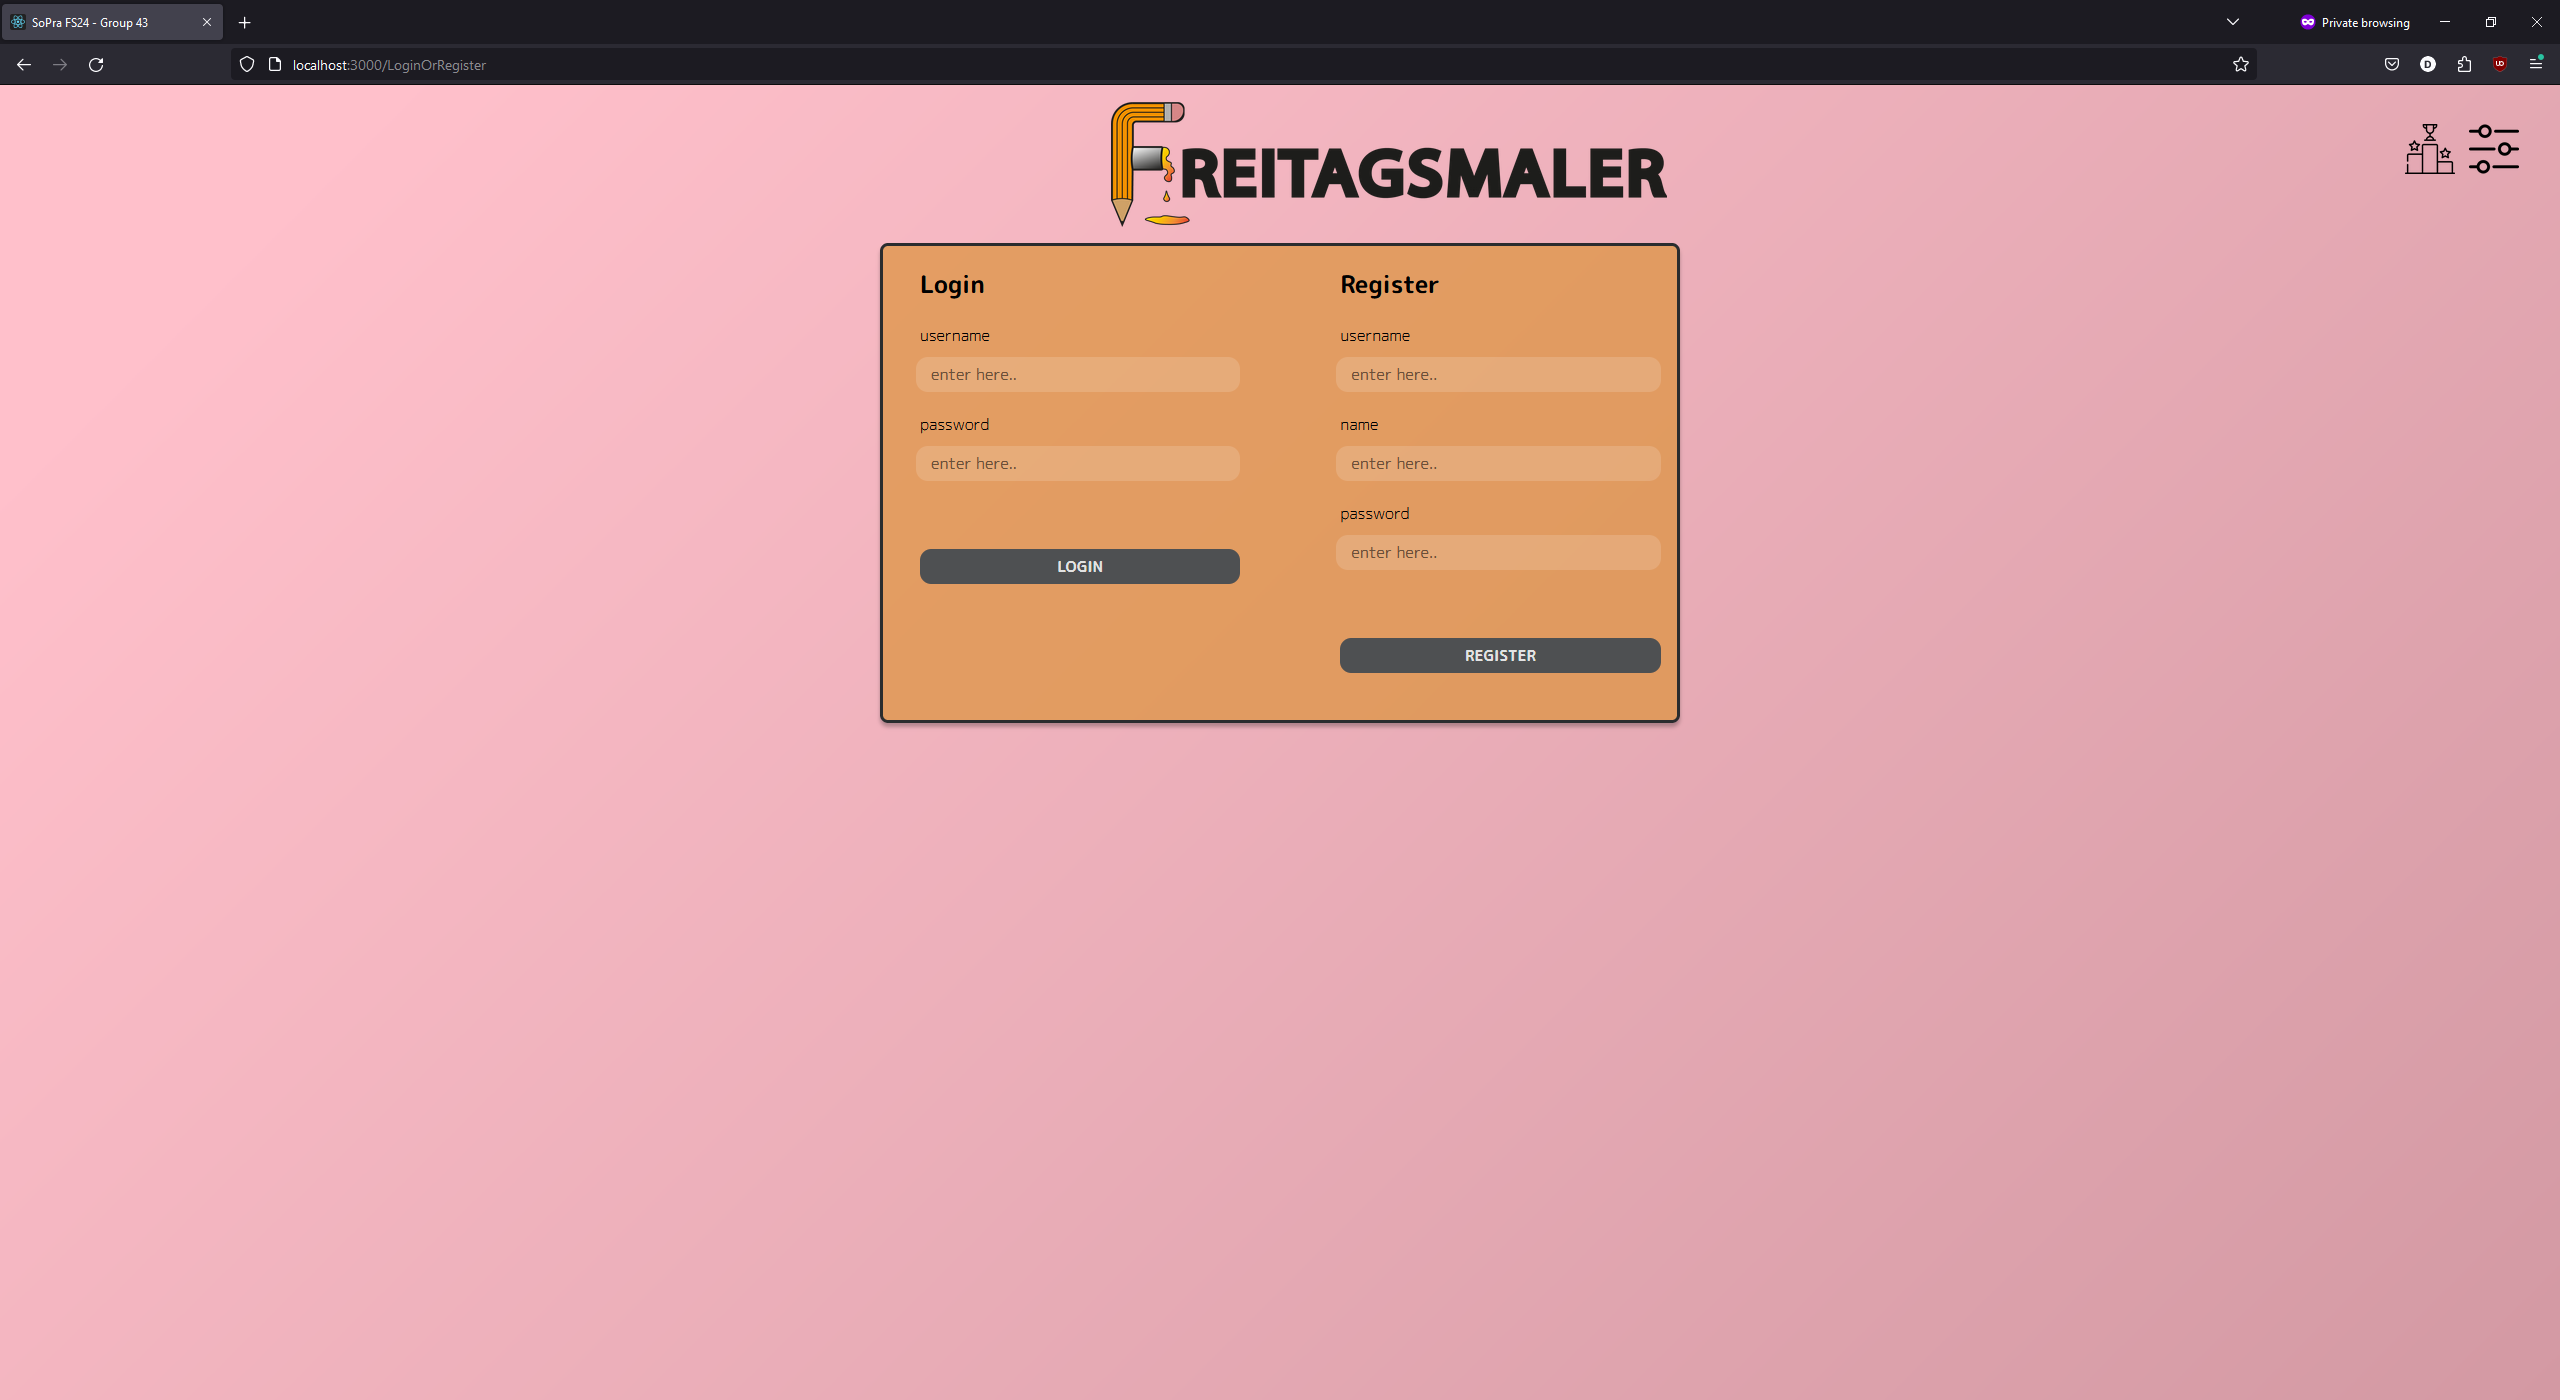 SoPra FS24 - Group 43
Private browsing
localhost:3000/LoginOrRegister
FREITAGSMALER
Login
username
enter here..
password
enter here..
LOGIN
Register
username
enter here..
name
enter here..
password
enter here..
REGISTER